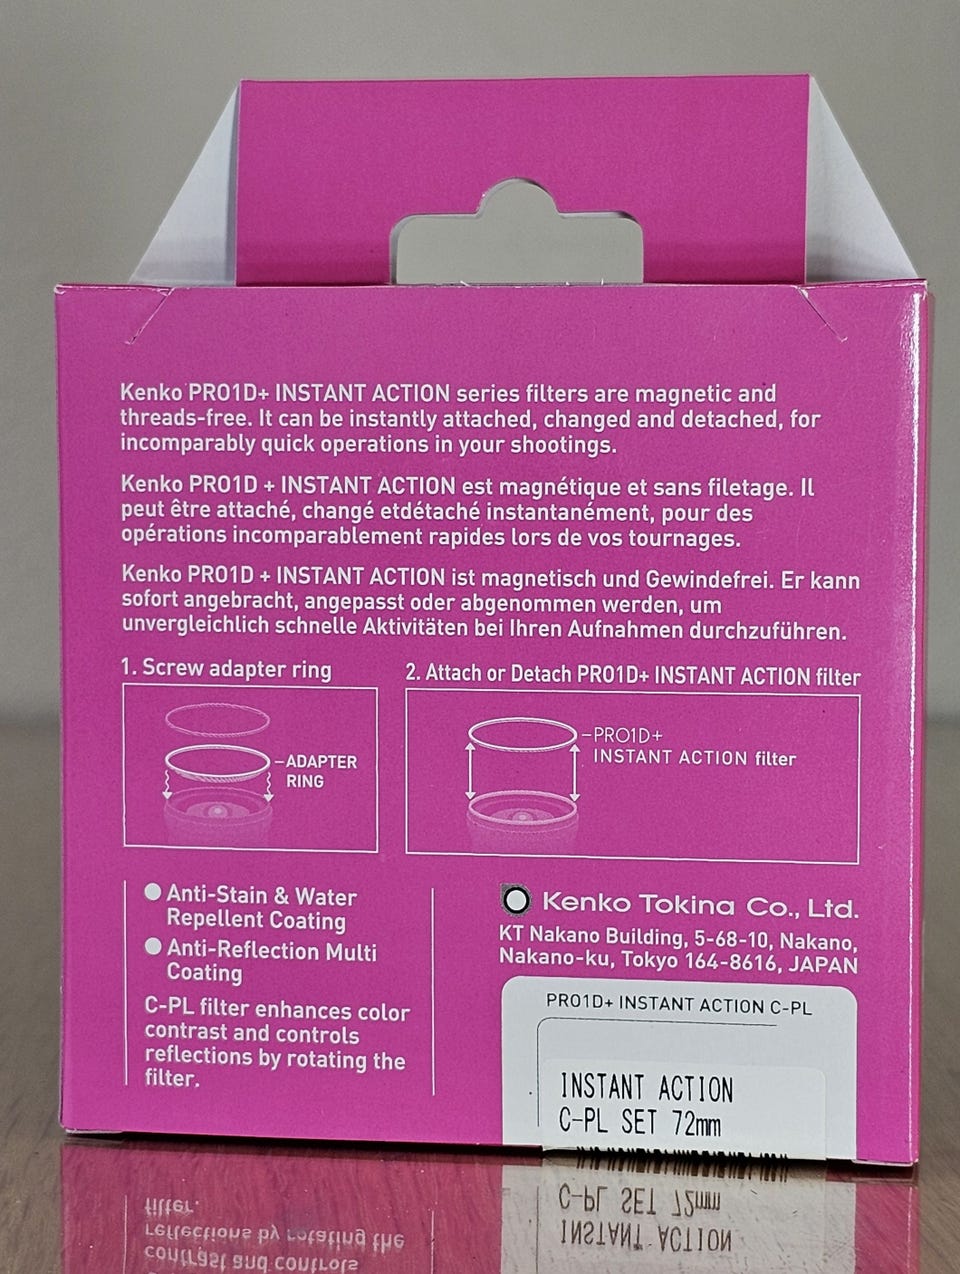 Kenko PRO1D+ INSTANT ACTION series filters are magnetic and
threads-free. It can be instantly attached, changed and detached, for
incomparably quick operations in your shootings.
Kenko PRO1D + INSTANT ACTION est magnétique et sans filetage. Il
peut être attaché, changé etdétaché instantanément, pour des
opérations incomparablement rapides lors de vos tournages.
Kenko PRO1D + INSTANT ACTION ist magnetisch und Gewindefrei. Er kann
sofort angebracht, angepasst oder abgenommen werden, um
unvergleichlich schnelle Aktivitäten bei Ihren Aufnahmen durchzuführen.
1. Screw adapter ring
ADAPTER
RING
2. Attach or Detach PRO1D+ INSTANT ACTION filter
PRO1D+
INSTANT ACTION filter
Anti-Stain & Water
Repellent Coating
Anti-Reflection Multi
Coating
C-PL filter enhances color
contrast and controls
reflections by rotating the
filter.
Kenko Tokina Co., Ltd.
KT Nakano Building, 5-68-10, Nakano,
Nakano-ku, Tokyo 164-8616, JAPAN
PRO1D+ INSTANT ACTION C-PL
INSTANT ACTION
C-PL SET 72mm